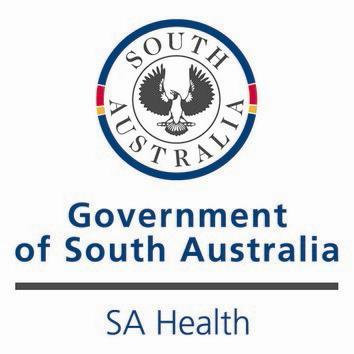 SOUTH
AUSTRALIA
Government
of South Australia
SA Health